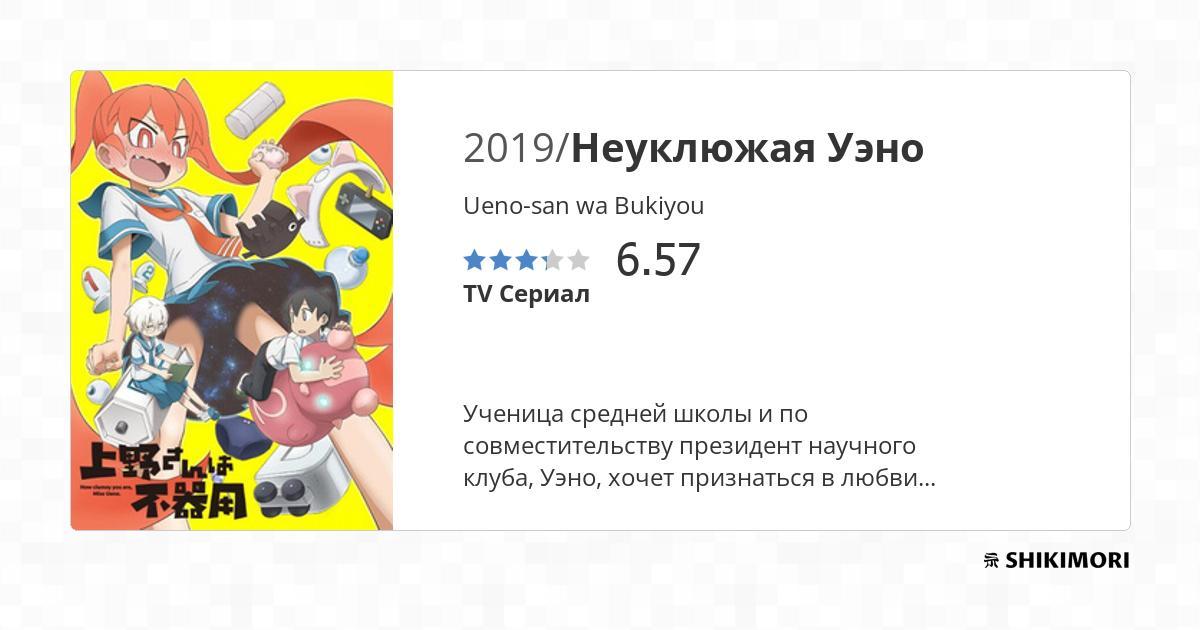 2019/Неуклюжая Уэно
Ueno-san wa Bukiyou
6.57
TV Сериал
Ученица средней школы и по
совместительству президент научного
клуба, Уэно, хочет признаться в любви...
1
2
上野さんは
How clumsy you are,
Miss Ueno.
不器用
SHIKIMORI